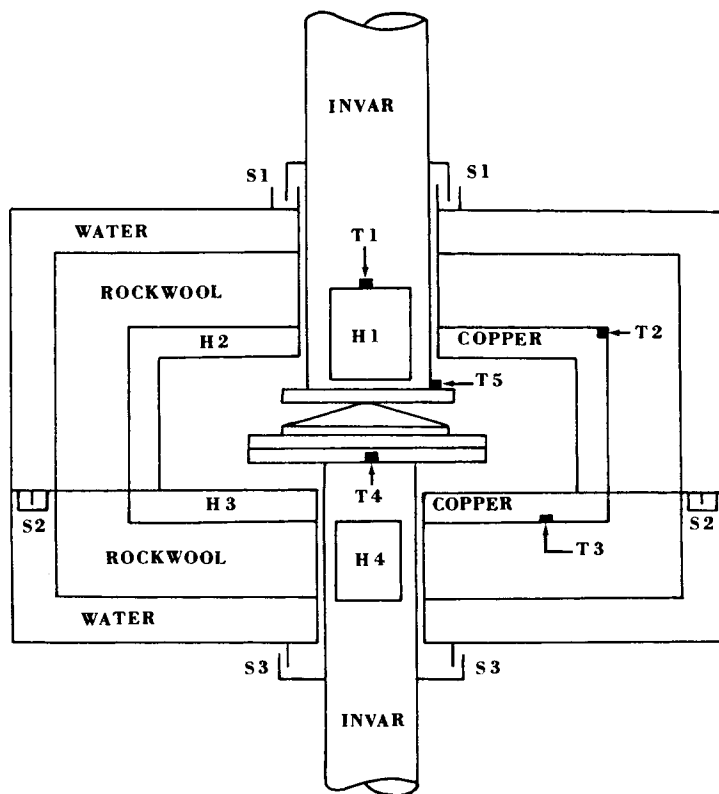 INVAR
S1
S1
WATER
T1
ROCKWOOL
H2
H1
COPPER
T2
T5
T4
H3
COPPER
S2
S2
H4
T3
ROCKWOOL
WATER
S3
S3
INVAR